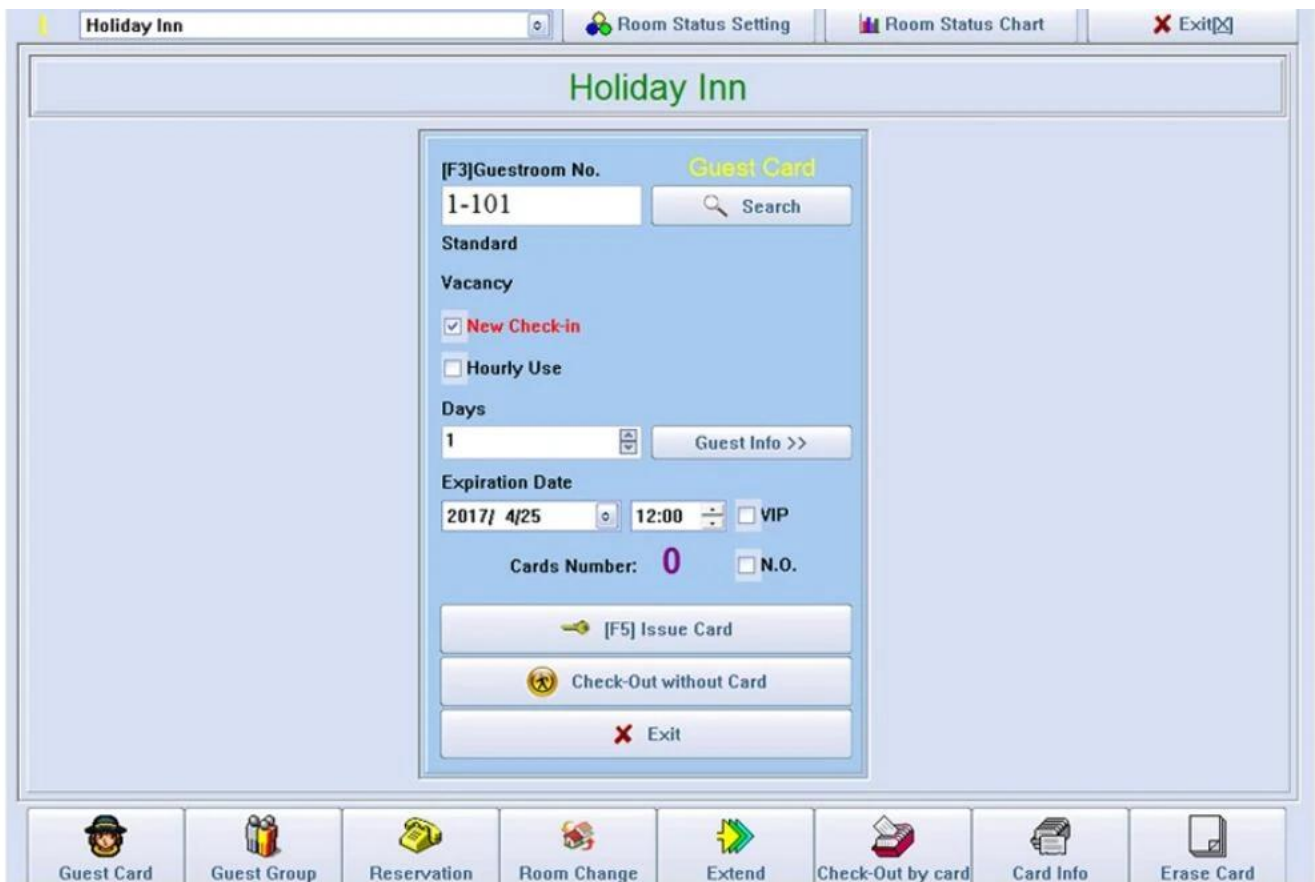 Holiday Inn
Room Status Setting
Room Status Chart
Exit[X]
Holiday Inn
[F3]Guestroom No.
Guest Card
1-101
Search
Standard
Vacancy
New Check-in
Hourly Use
Days
1
Guest Info >>
Expiration Date
2017/ 4/25
12:00
VIP
Cards Number: 0
N.O.
[F5] Issue Card
Check-Out without Card
Exit
Guest Card
Guest Group
Reservation
Room Change
Extend
Check-Out by card
Card Info
Erase Card